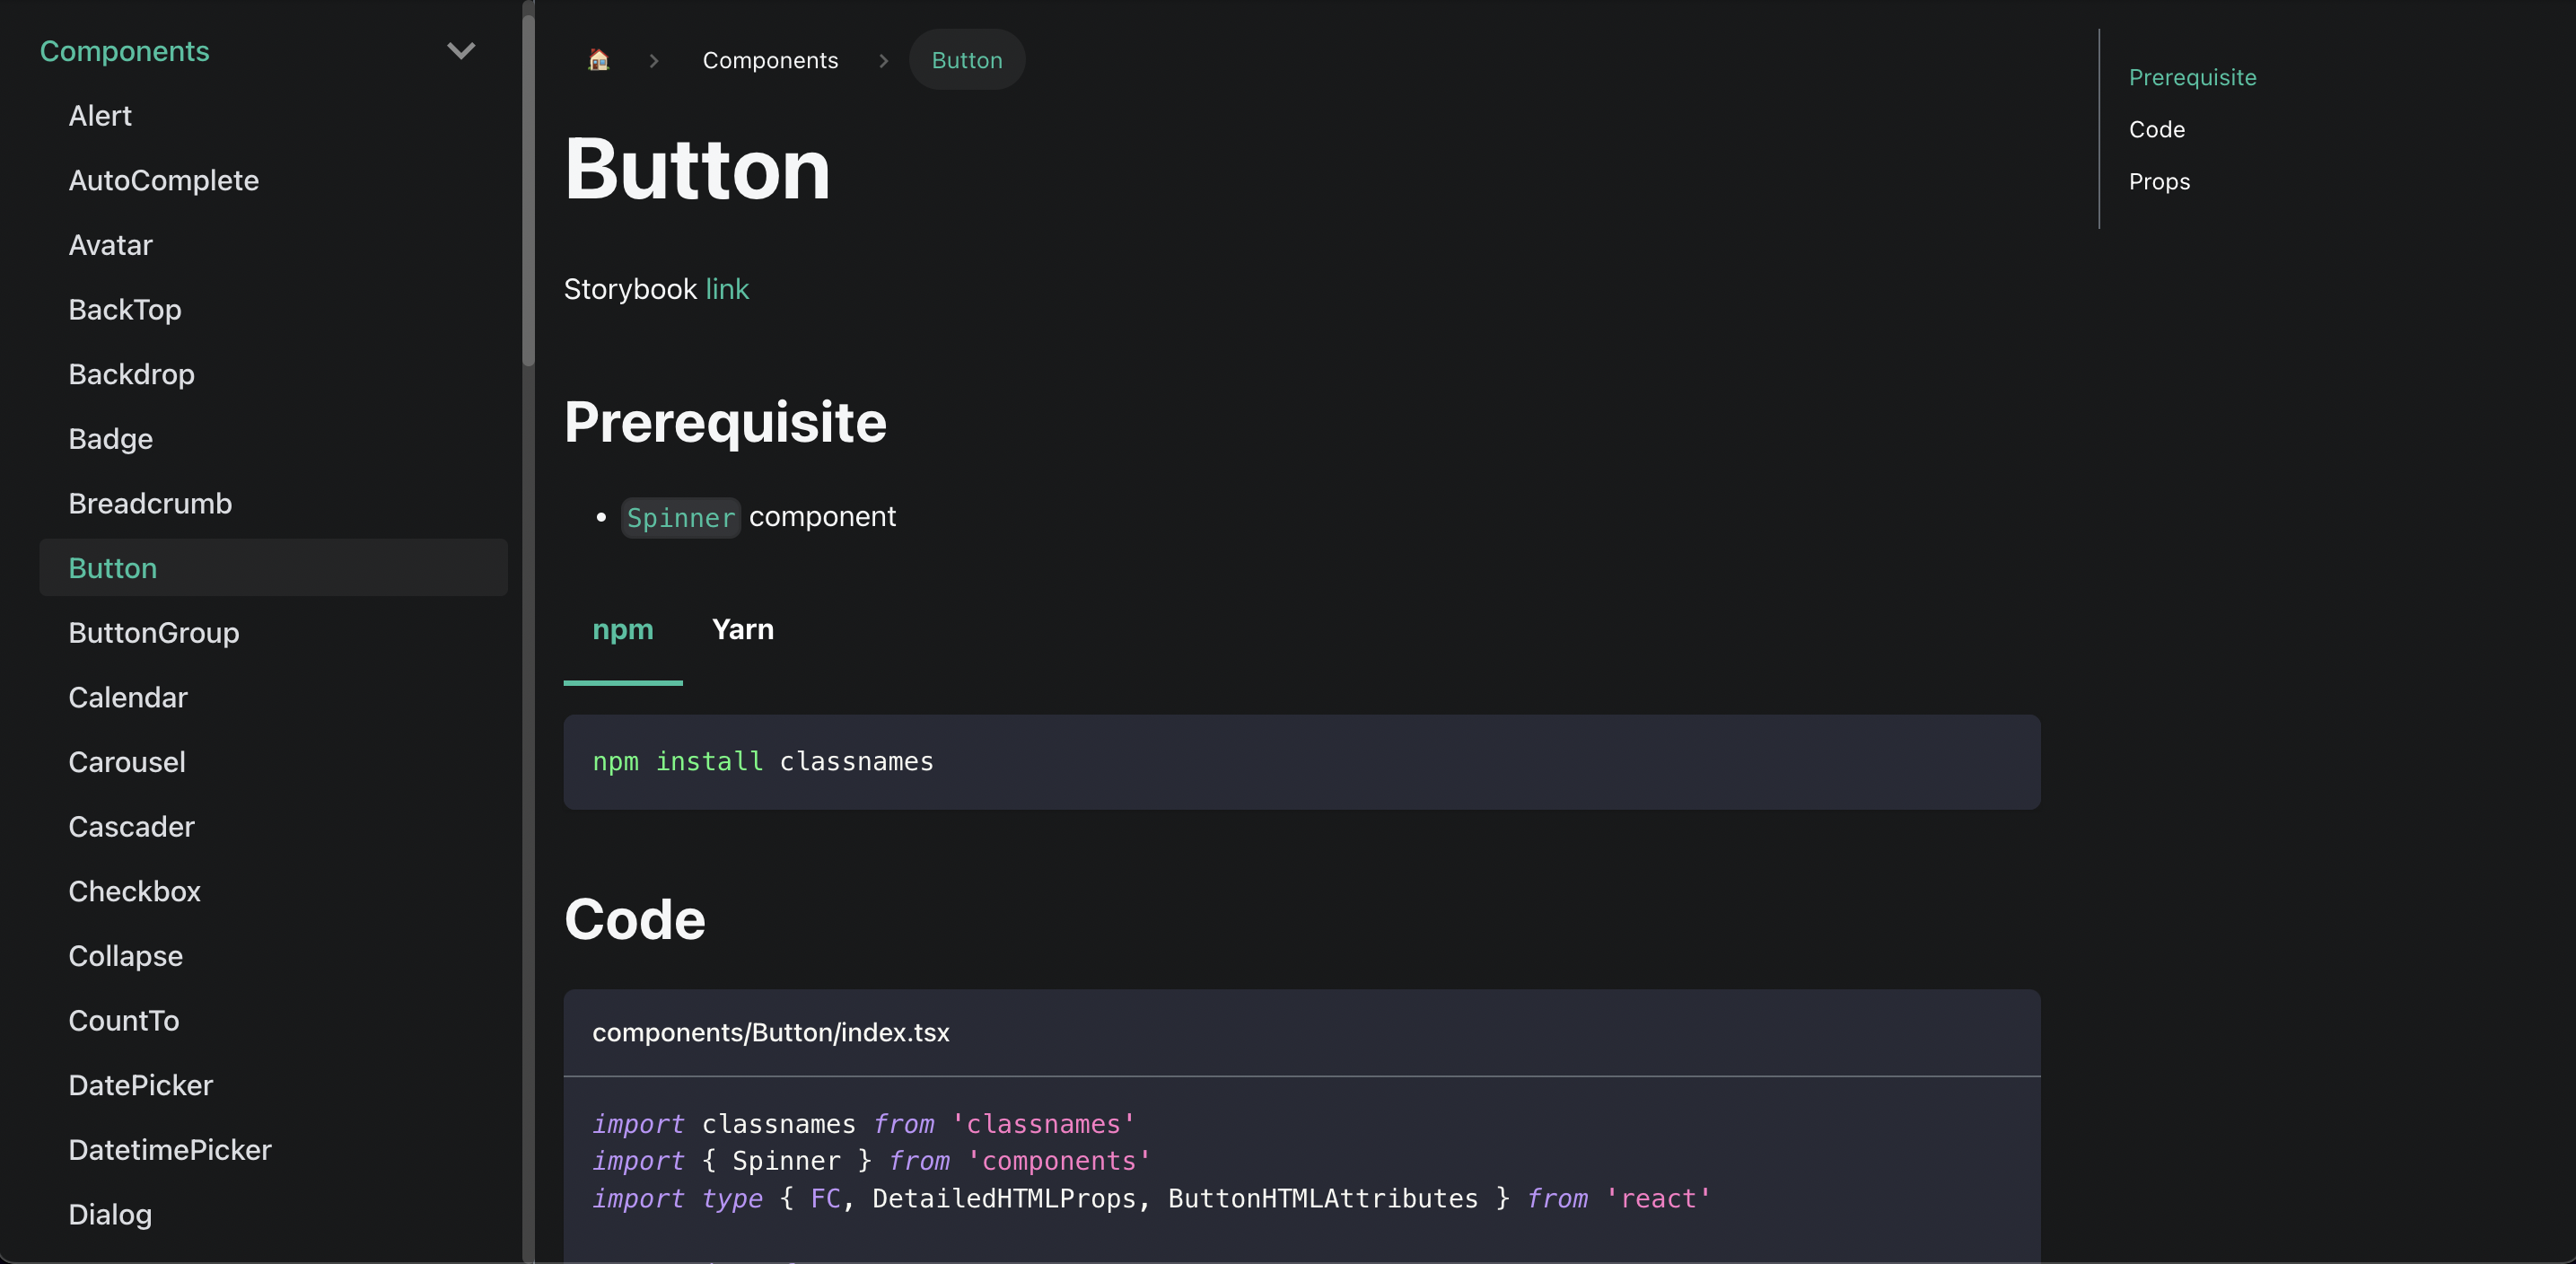 Components
Alert
AutoComplete
Avatar
BackTop
Backdrop
Badge
Breadcrumb
Button
ButtonGroup
Calendar
Carousel
Cascader
Checkbox
Collapse
CountTo
DatePicker
DatetimePicker
Dialog
Components Button
Button
Storybook link
Prerequisite
Spinner component
npm Yarn
npm install classnames
Code
components/Button/index.tsx
import classnames from 'classnames'
import { Spinner } from 'components'
import type { FC, DetailedHTMLProps, ButtonHTMLAttributes } from 'react'
Prerequisite
Code
Props